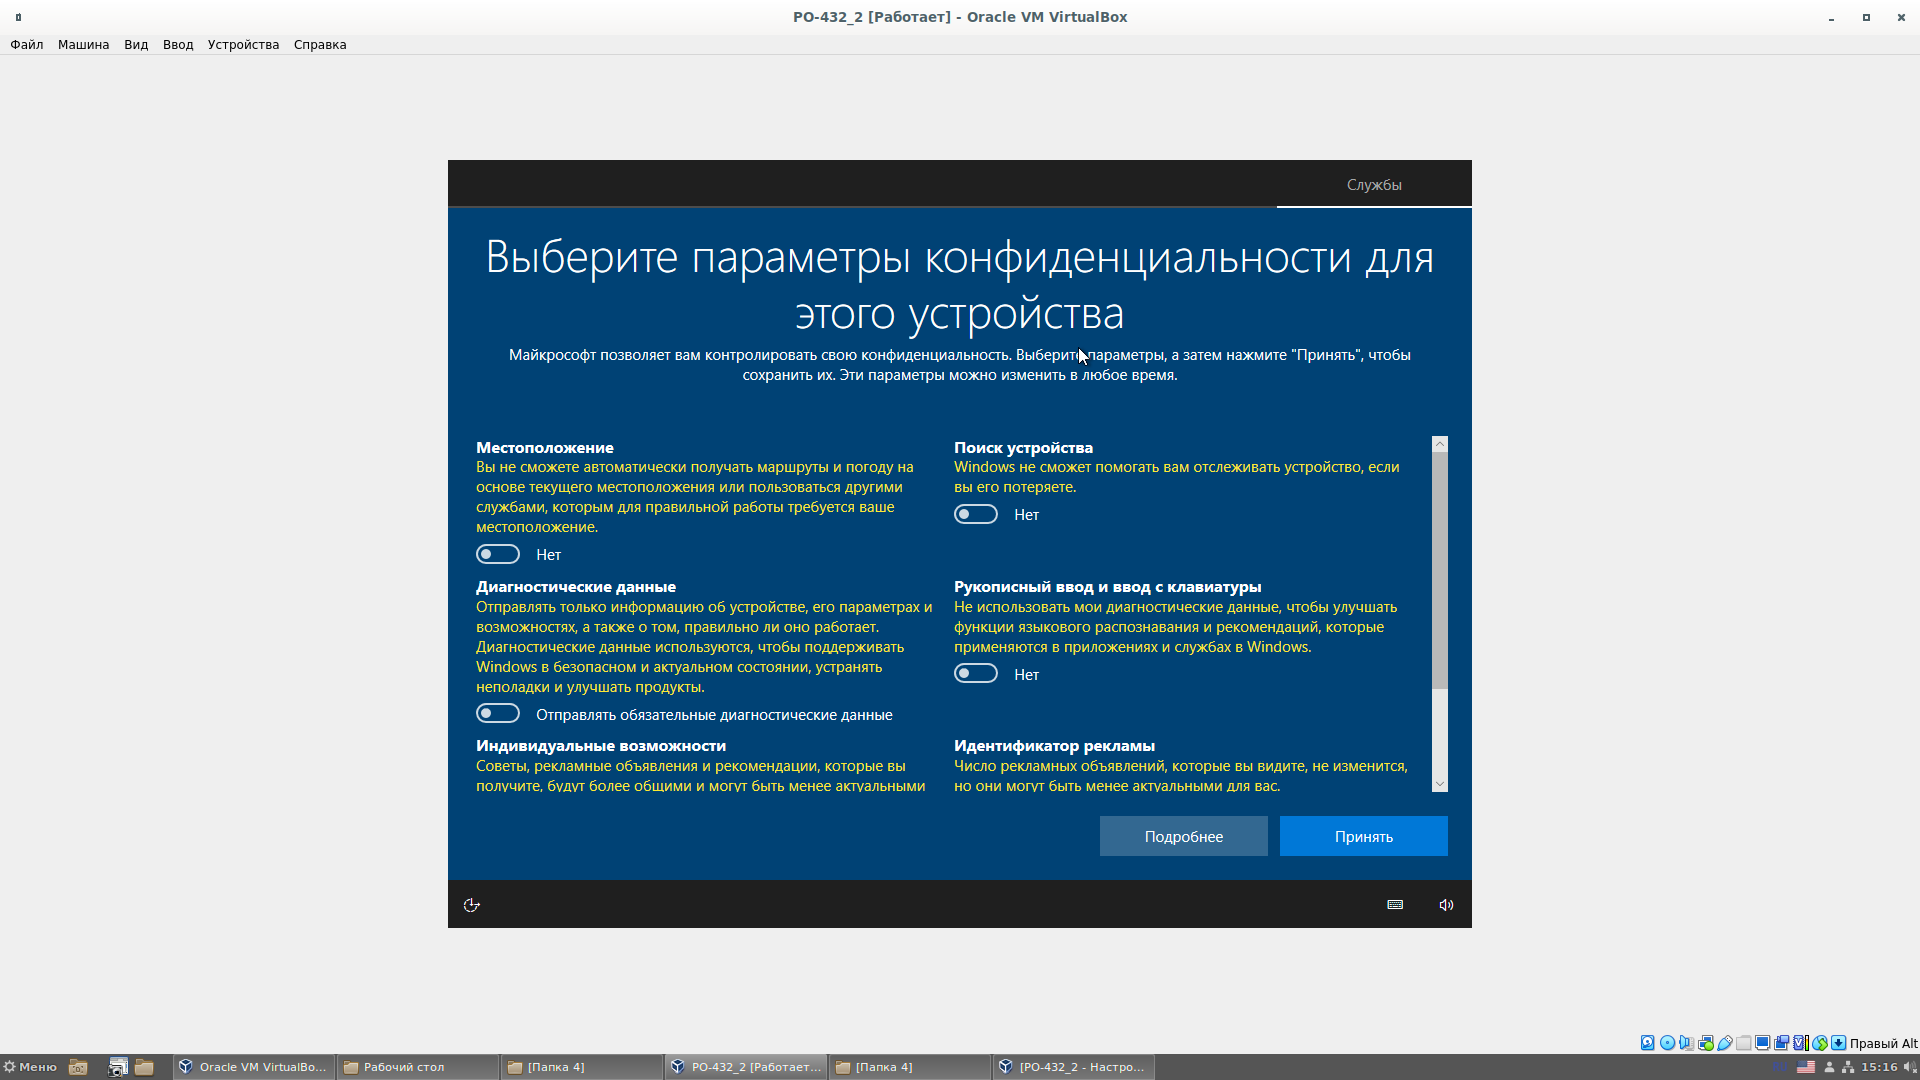 PO-432_2 [Работает] - Oracle VM VirtualBox
Файл Машина Вид Ввод Устройства Справка
Службы
Выберите параметры конфиденциальности для
этого устройства
Майкрософт позволяет вам контролировать свою конфиденциальность. Выберите параметры, а затем нажмите "Принять", чтобы
сохранить их. Эти параметры можно изменить в любое время.
Местоположение
Вы не сможете автоматически получать маршруты и погоду на
основе текущего местоположения или пользоваться другими
службами, которым для правильной работы требуется ваше
местоположение.
Нет
Поиск устройства
Windows не сможет помогать вам отслеживать устройство, если
вы его потеряете.
Нет
Диагностические данные
Отправлять только информацию об устройстве, его параметрах и
возможностях, а также о том, правильно ли оно работает.
Диагностические данные используются, чтобы поддерживать
Windows в безопасном и актуальном состоянии, устранять
неполадки и улучшать продукты.
Отправлять обязательные диагностические данные
Рукописный ввод и ввод с клавиатуры
Не использовать мои диагностические данные, чтобы улучшать
функции языкового распознавания и рекомендаций, которые
применяются в приложениях и службах в Windows.
Нет
Индивидуальные возможности
Советы, рекламные объявления и рекомендации, которые вы
получите, будут более общими и могут быть менее актуальными
Идентификатор рекламы
Число рекламных объявлений, которые вы видите, не изменится,
но они могут быть менее актуальными для вас.
Подробнее Принять
Правый Alt
Меню Oracle VM VirtualBo... Рабочий стол [Папка 4] PO-432_2 [Работает... [Папка 4] [PO-432_2 - Настро... 15:16